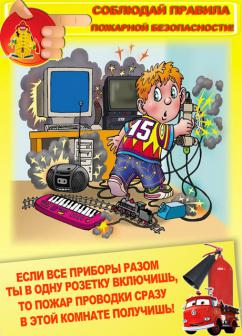 СОБЛЮДАЙ ПРАВИЛА
ПОЖАРНОЙ БЕЗОПАСНОСТИ!
15
ЕСЛИ ВСЕ ПРИБОРЫ РАЗОМ
ТЫ В ОДНУ РОЗЕТКУ ВКЛЮЧИШЬ,
ТО ПОЖАР ПРОВОДКИ СРАЗУ
В ЭТОЙ КОМНАТЕ ПОЛУЧИШЬ!